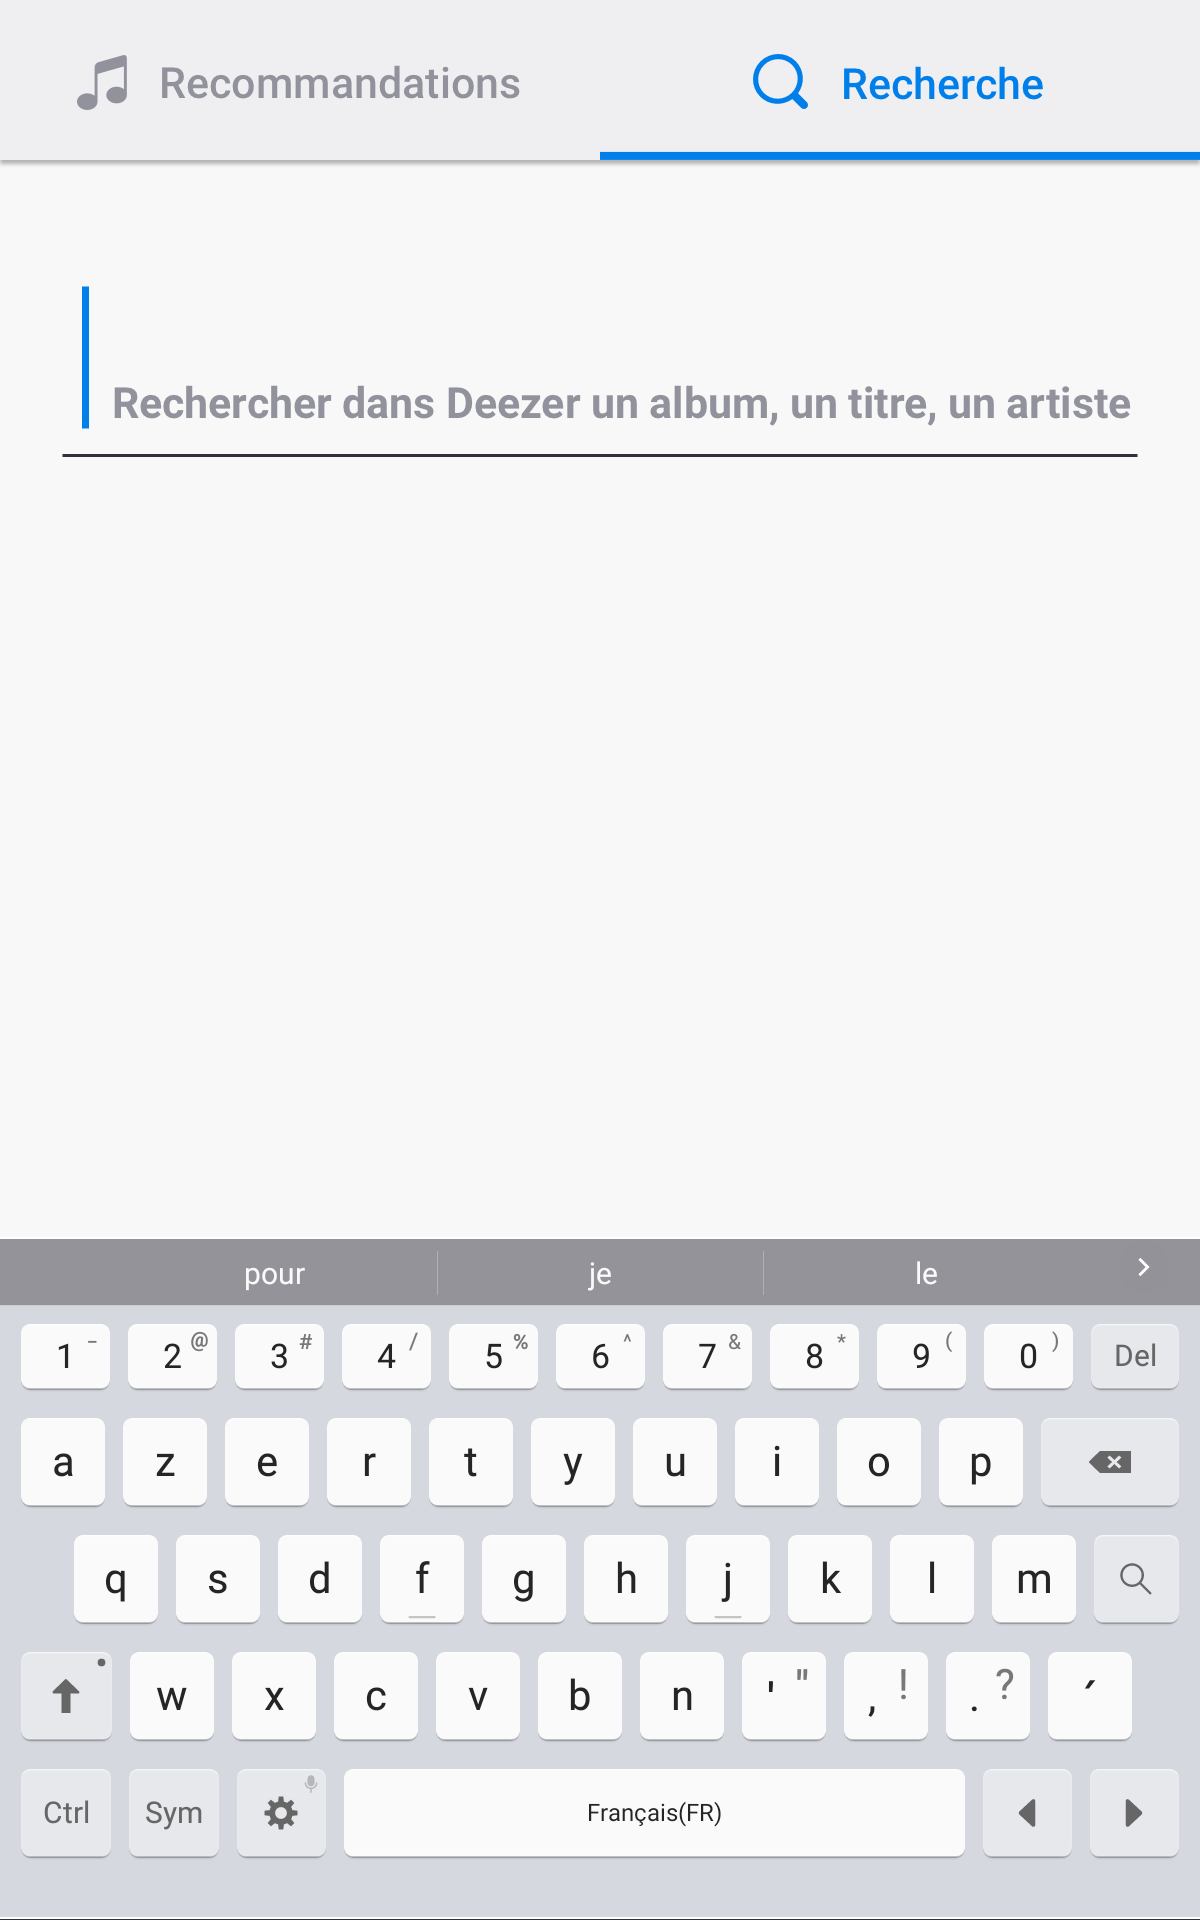 Recommandations Recherche
Rechercher dans Deezer un album, un titre, un artiste
pour je le
1 - 2 @ 3 # 4 / 5 % 6 ^ 7 & 8 * 9 ( 0 ) Del
a z e r t y u i o p
q s d f g h j k l m
w x c v b n ' " , ! . ? ´
Ctrl Sym Français(FR)